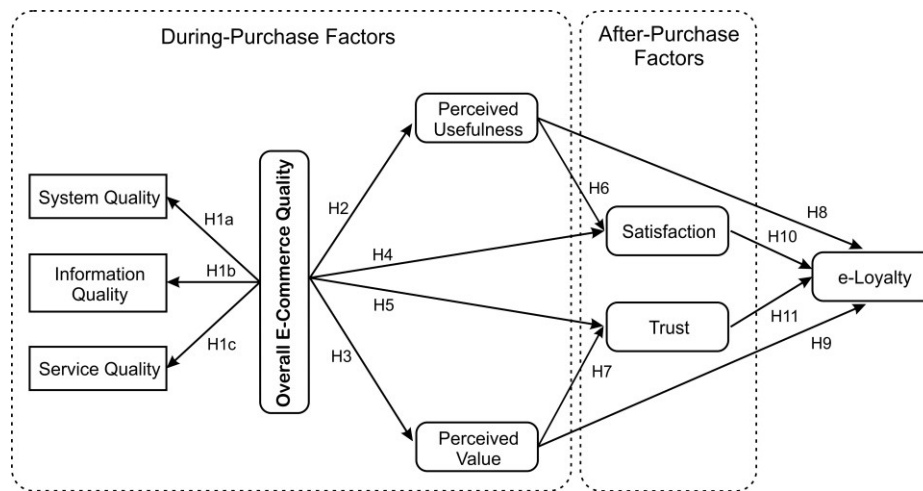 During-Purchase Factors
After-Purchase
Factors
Perceived
Usefulness
System Quality
H1a
Overall E-Commerce Quality
H2
H6
H8
Satisfaction
H10
H4
Information
Quality
H1b
e-Loyalty
H5
Trust
H11
Service Quality
H1c
H3
H7
H9
Perceived
Value